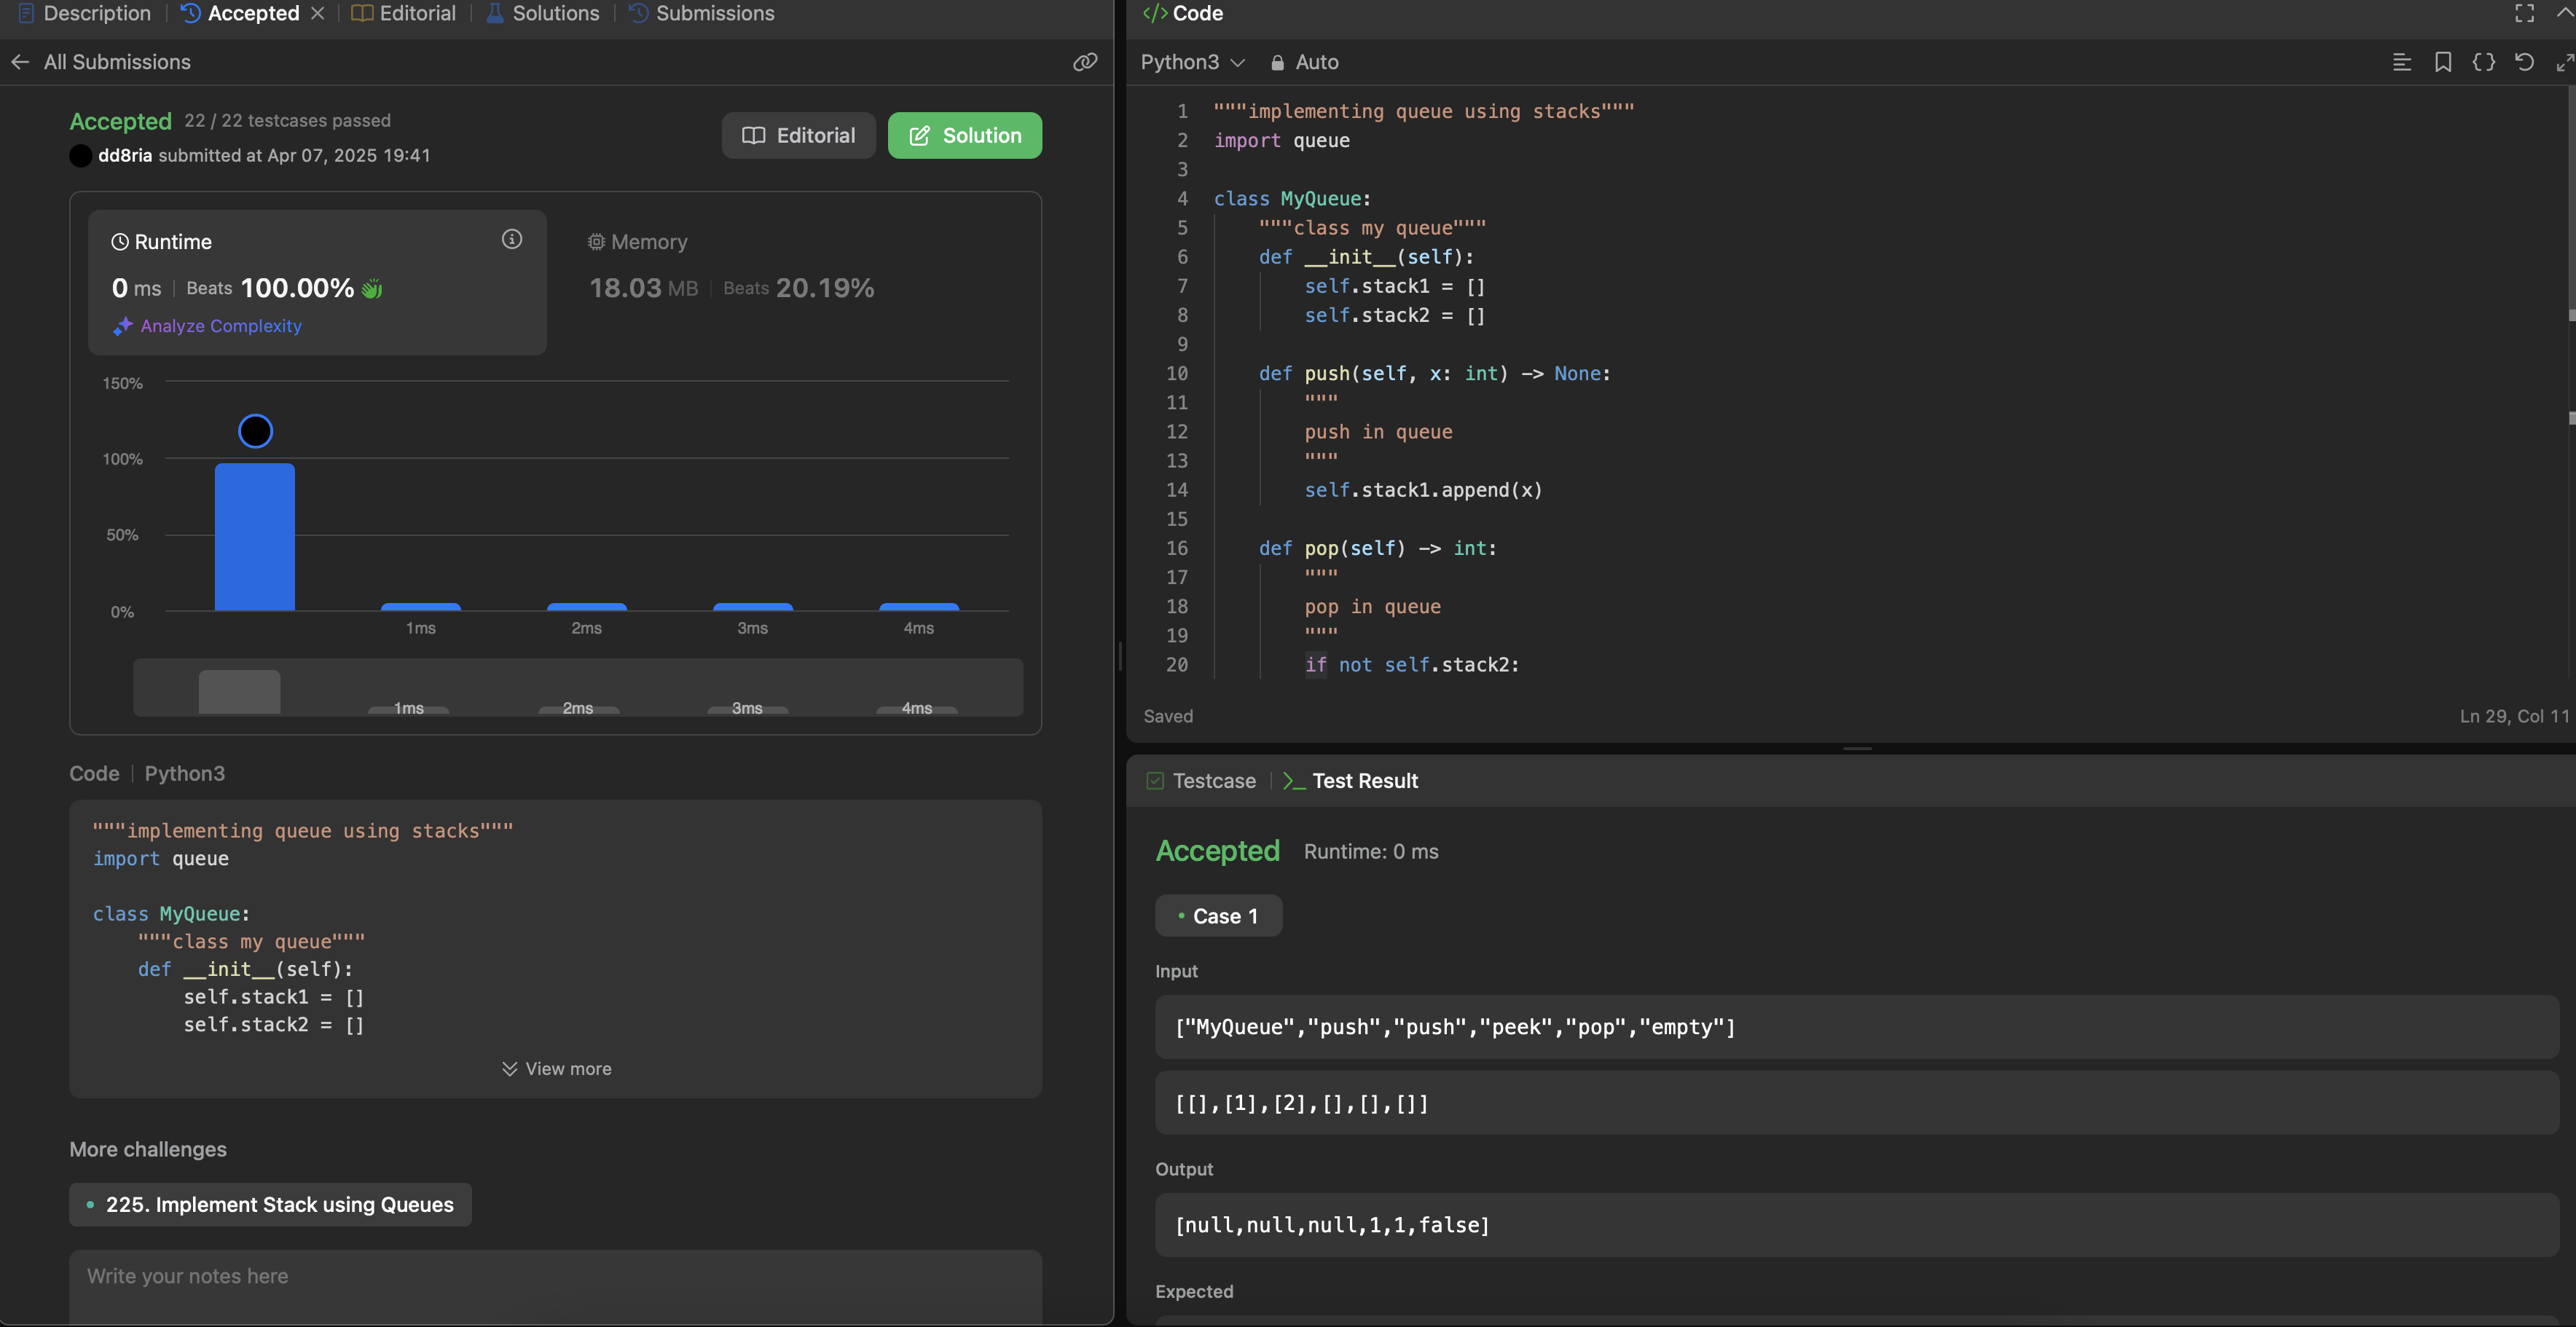 Description
Accepted
Editorial
Solutions
Submissions
All Submissions
Accepted 22 / 22 testcases passed
dd8ria submitted at Apr 07, 2025 19:41
Editorial
Solution
Runtime
0 ms | Beats 100.00%
Analyze Complexity
Memory
18.03 MB | Beats 20.19%
150%
100%
50%
0%
1ms 2ms 3ms 4ms
1ms 2ms 3ms 4ms
Code | Python3
"""implementing queue using stacks"""
import queue
class MyQueue:
    """class my queue"""
    def __init__(self):
        self.stack1 = []
        self.stack2 = []
View more
More challenges
225. Implement Stack using Queues
Write your notes here
</> Code
Python3
Auto
1 """implementing queue using stacks"""
2 import queue
3
4 class MyQueue:
5     """class my queue"""
6     def __init__(self):
7         self.stack1 = []
8         self.stack2 = []
9
10     def push(self, x: int) -> None:
11         """
12         push in queue
13         """
14         self.stack1.append(x)
15
16     def pop(self) -> int:
17         """
18         pop in queue
19         """
20         if not self.stack2:
Saved
Ln 29, Col 11
Testcase
Test Result
Accepted Runtime: 0 ms
Case 1
Input
["MyQueue","push","push","peek","pop","empty"]
[[],[1],[2],[],[],[]]
Output
[null,null,null,1,1,false]
Expected